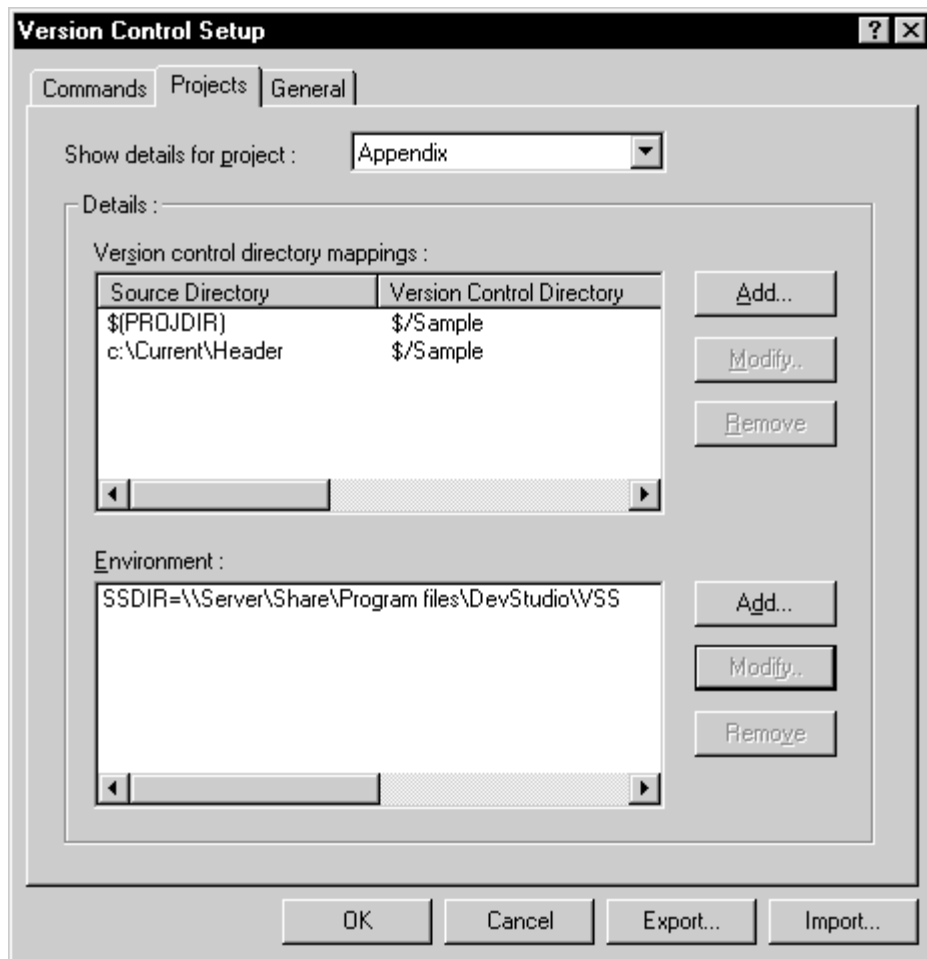 Version Control Setup
Commands Projects General
Show details for project : Appendix
Details :
Version control directory mappings :
Source Directory Version Control Directory
$(PROJDIR) $/Sample
c:\Current\Header $/Sample
Add...
Modify..
Remove
Environment :
SSDIR=\\Server\Share\Program files\DevStudio\VSS
Add...
Modify..
Remove
OK Cancel Export... Import...